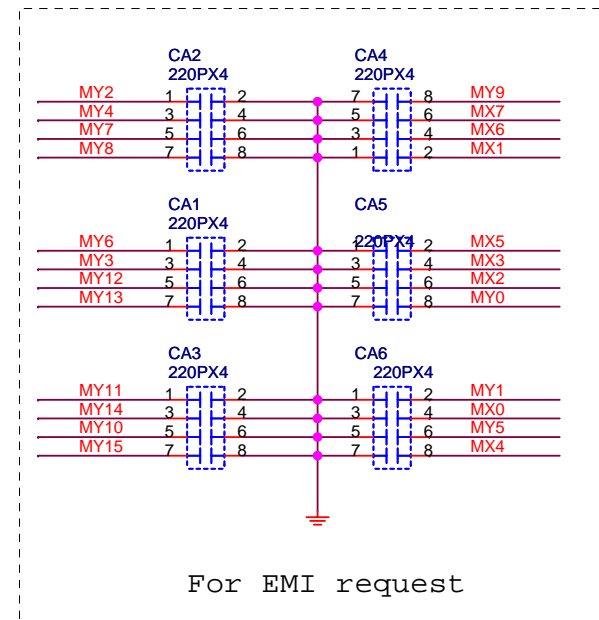 CA2 CA4
220PX4 220PX4
MY2 1 2 7 8 MY9
MY4 3 4 5 6 MX7
MY7 5 6 3 4 MX6
MY8 7 8 1 2 MX1
CA1 CA5
220PX4 220PX4
MY6 1 2 1 2 MX5
MY3 3 4 3 4 MX3
MY12 5 6 5 6 MX2
MY13 7 8 7 8 MY0
CA3 CA6
220PX4 220PX4
MY11 1 2 1 2 MY1
MY14 3 4 3 4 MX0
MY10 5 6 5 6 MY5
MY15 7 8 7 8 MX4
For EMI request